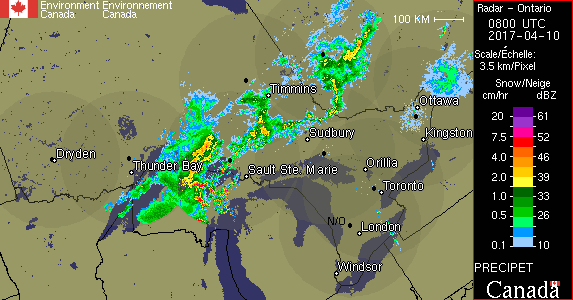 Environment Environnement
Canada Canada
100 KM
Timmins
Ottawa
Sudbury
Kingston
Dryden
Thunder Bay
Sault Ste. Marie
Orillia
Toronto
N/O
London
Windsor
Radar - Ontario
0800 UTC
2017-04-10
Scale/Échelle:
3.5 km/Pixel
Snow/Neige
cm/hr dBZ
20 61
7.5 57
5.0 52
4.0 46
2.0 39
1.0 33
0.5 26
0.1 10
PRECIPET
Canada